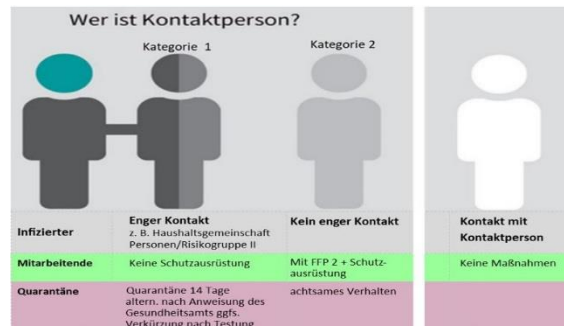 Wer ist Kontaktperson?
Kategorie 1
Kategorie 2
Infizierter
Enger Kontakt
z. B. Haushaltsgemeinschaft
Personen/Risikogruppe II
Kein enger Kontakt
Kontakt mit
Kontaktperson
Mitarbeitende
Keine Schutzausrüstung
Mit FFP 2 + Schutz-
ausrüstung
Keine Maßnahmen
Quarantäne
Quarantäne 14 Tage
altern. nach Anweisung des
Gesundheitsamts ggfs.
Verkürzung nach Testung
achtsames Verhalten